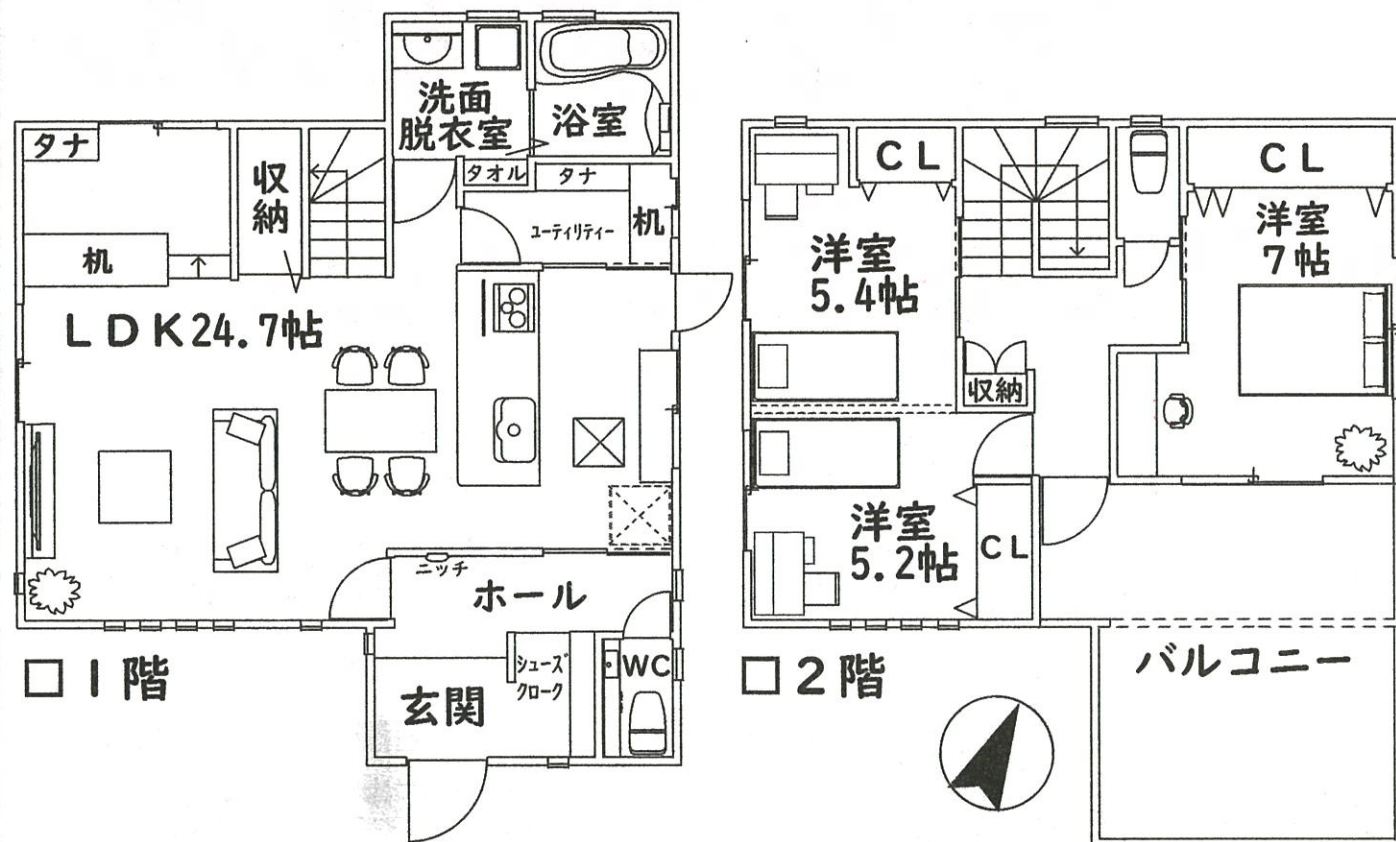 洗面
脱衣室
浴室
タナ
収
納
タオル
タナ
ユーティリティー
机
机
LDK24.7帖
ニッチ
ホール
シューズ
クローク
WC
玄関
□1階
CL
CL
洋室
5.4帖
洋室
7帖
収納
洋室
5.2帖
CL
バルコニー
□2階